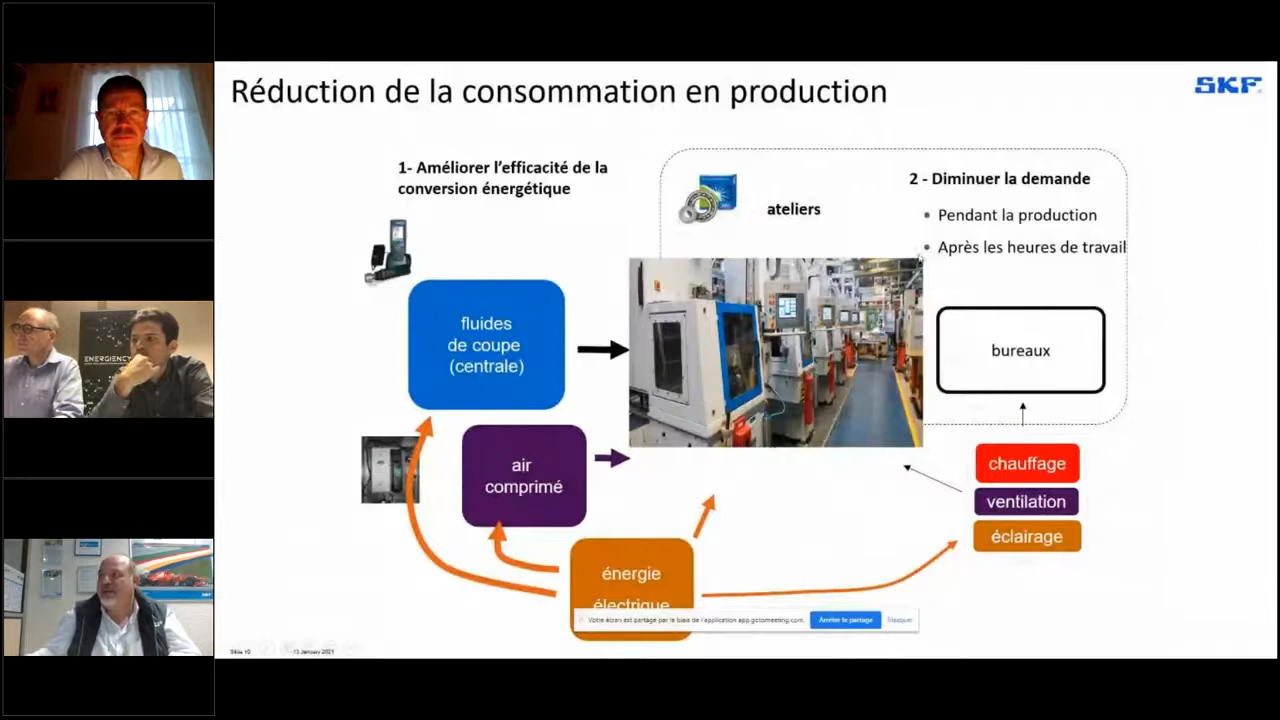 Réduction de la consommation en production
SKF
1- Améliorer l'efficacité de la
conversion énergétique
ateliers
2 - Diminuer la demande
• Pendant la production
• Après les heures de travail
fluides
de coupe
(centrale)
bureaux
air
comprimé
chauffage
ventilation
éclairage
énergie
électrique
Votre écran est partagé par le biais de l'application app.gotomeeting.com.
Arrêter le partage
Masquer
Slide 10
13 January 2021
ENERGIENCY